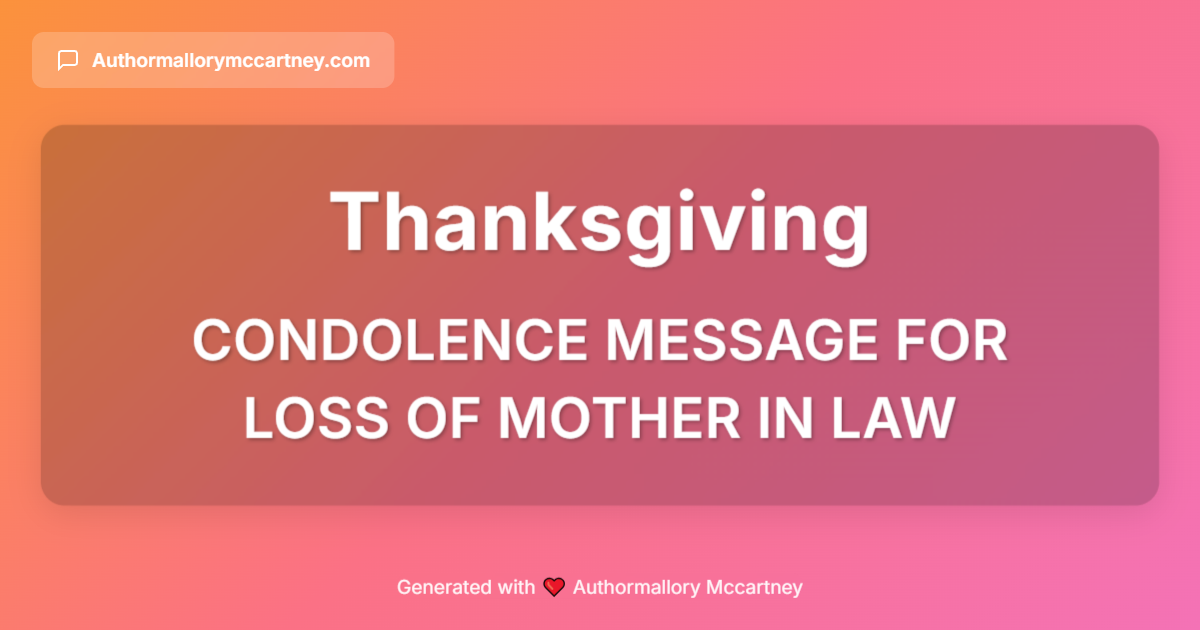 Authormallorymccartney.com
Thanksgiving
CONDOLENCE MESSAGE FOR
LOSS OF MOTHER IN LAW
Generated with ❤️ Authormallory Mccartney